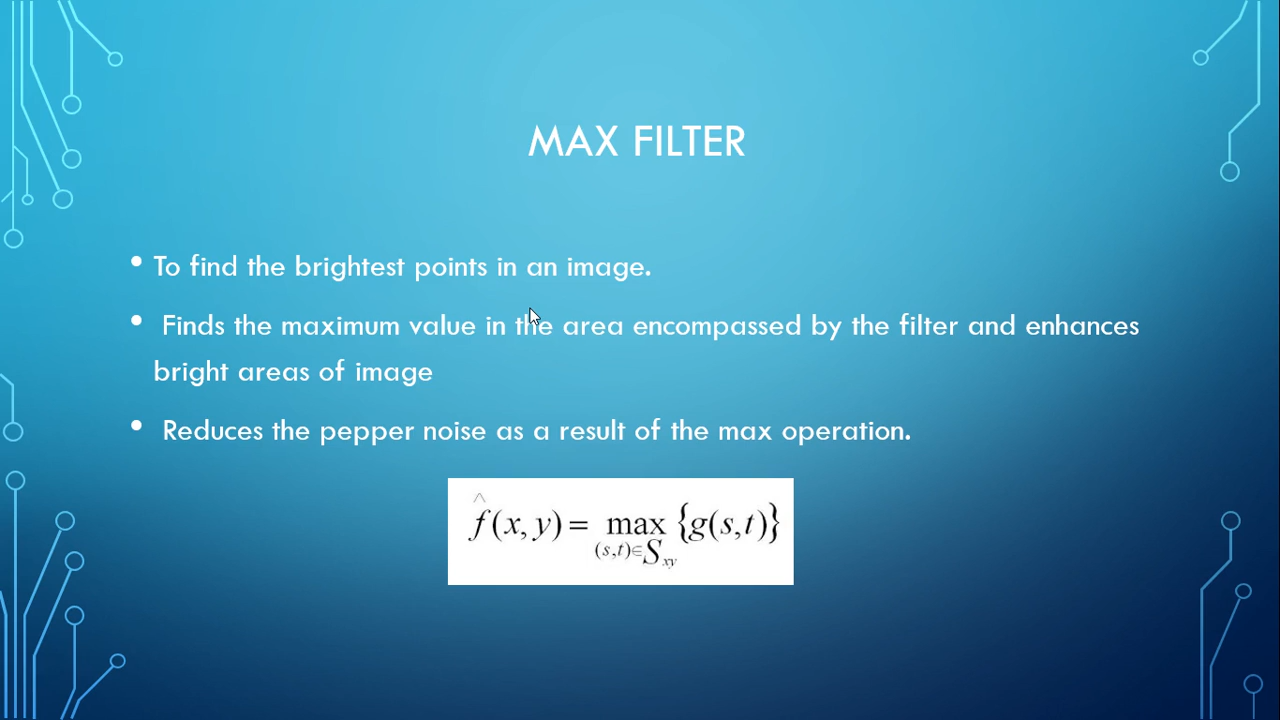 MAX FILTER
• To find the brightest points in an image.
• Finds the maximum value in the area encompassed by the filter and enhances
bright areas of image
• Reduces the pepper noise as a result of the max operation.
^
f(x, y) = max {g(s,t)}
(s,t)∈S_xy